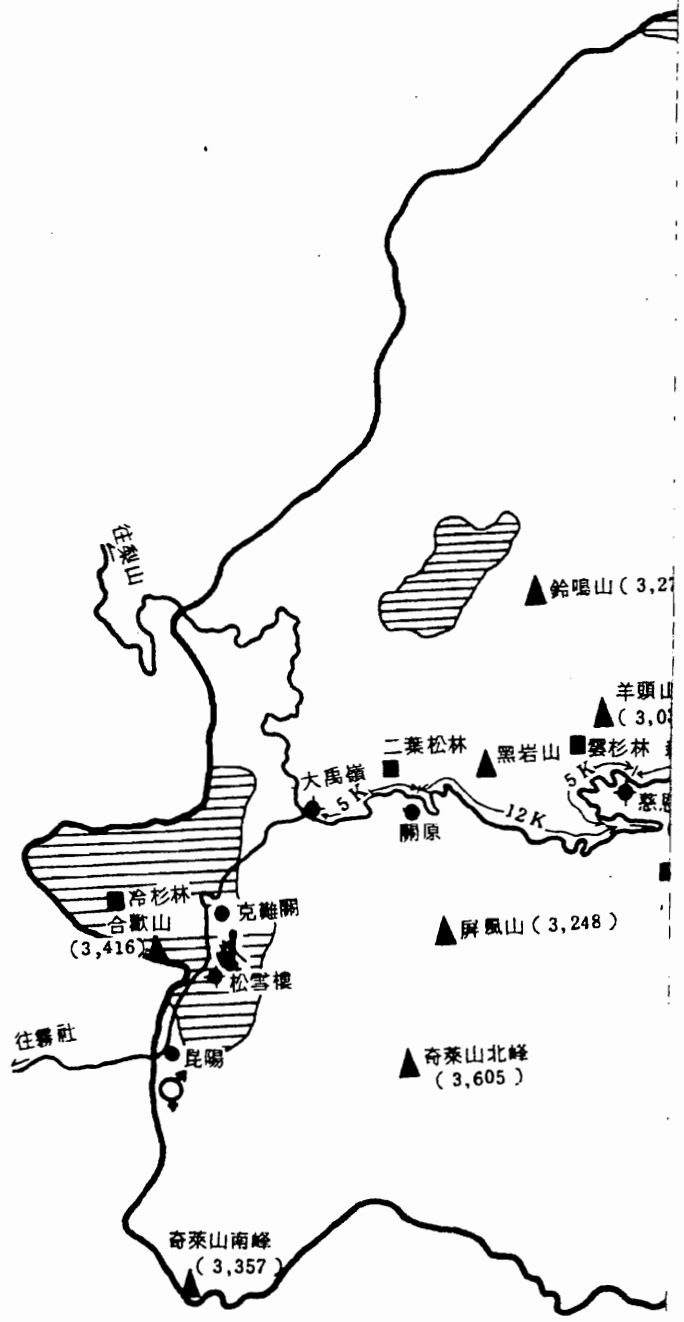 往梨山
鈴鳴山(3,27
羊頭山
(3,03
二葉松林
黑岩山
雲杉林
大禹嶺
5K
5K
慈恩
關原
12K
冷杉林
克難關
合歡山
(3,416)
屏風山(3,248)
松雪樓
往霧社
昆陽
奇萊山北峰
(3,605)
奇萊山南峰
(3,357)